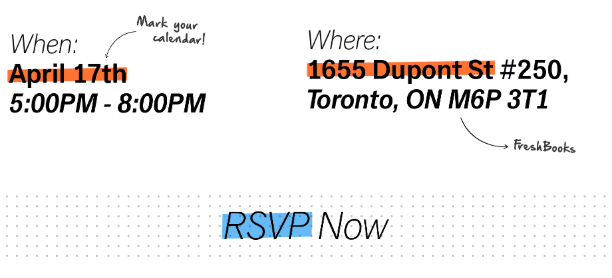 Mark your
calendar!
When:
April 17th
5:00PM - 8:00PM
Where:
1655 Dupont St #250,
Toronto, ON M6P 3T1
FreshBooks
RSVP Now